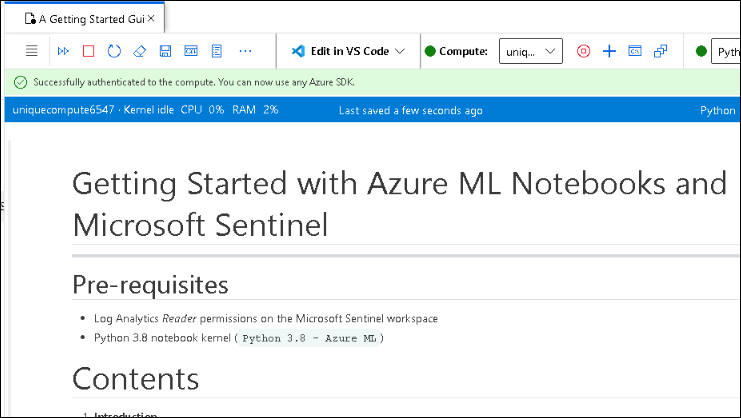 A Getting Started Gui
Edit in VS Code
Compute:
uniq...
Pyth
Successfully authenticated to the compute. You can now use any Azure SDK.
uniquecompute6547 · Kernel idle CPU 0% RAM 2%
Last saved a few seconds ago
Python
Getting Started with Azure ML Notebooks and
Microsoft Sentinel
Pre-requisites
• Log Analytics Reader permissions on the Microsoft Sentinel workspace
• Python 3.8 notebook kernel ( Python 3.8 - Azure ML )
Contents
1. Introduction